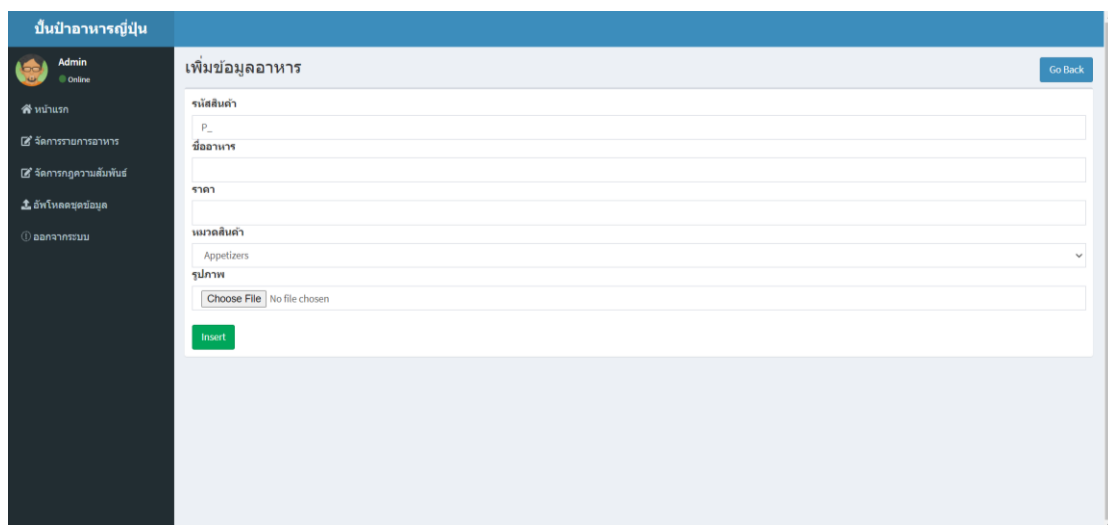 ปิ้นป้าอาหารญี่ปุ่น
Admin
Online
หน้าแรก
จัดการรายการอาหาร
จัดการกฎความสัมพันธ์
อัพโหลดชุดข้อมูล
ออกจากระบบ
เพิ่มข้อมูลอาหาร
Go Back
รหัสสินค้า
P_
ชื่ออาหาร
ราคา
หมวดสินค้า
Appetizers
รูปภาพ
Choose File No file chosen
Insert